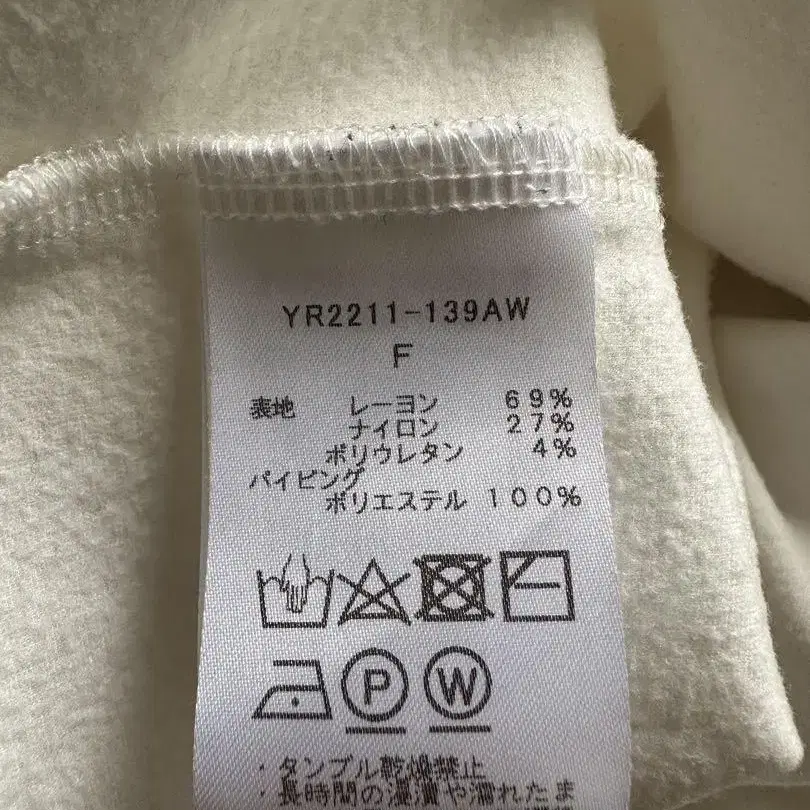 YR2211-139AW
F
表地 レーヨン 69%
ナイロン 27%
ポリウレタン 4%
パイピング
ポリエステル 100%
P W
・タンブル乾燥禁止
・長時間の浸漬や濡れたま